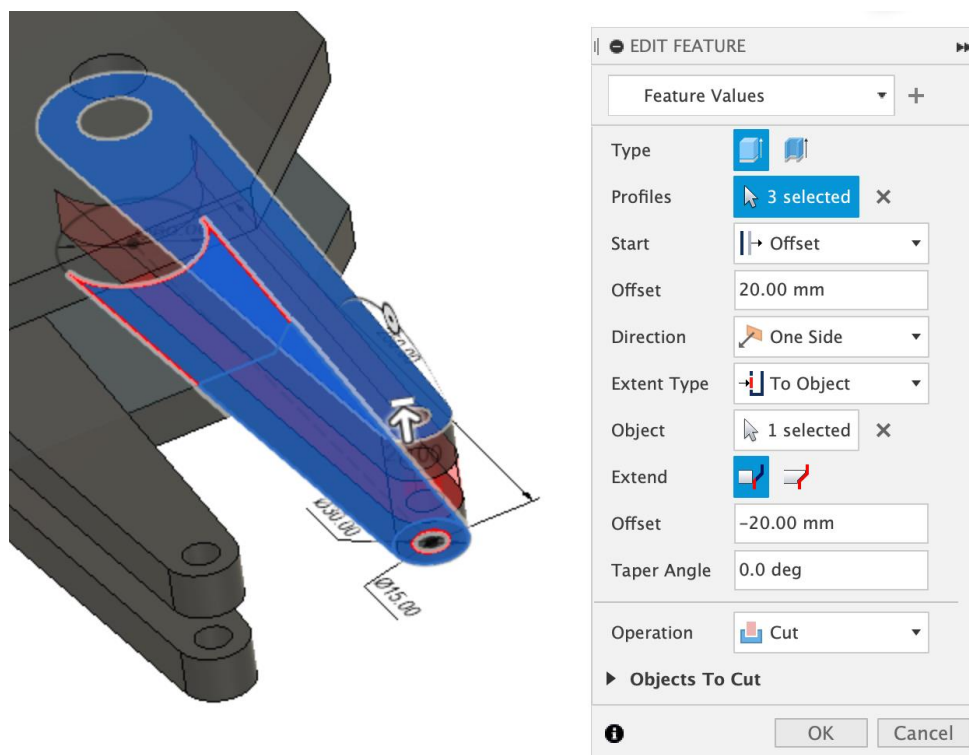 EDIT FEATURE
Feature Values
Type
Profiles
3 selected
Start
Offset
Offset
20.00 mm
Direction
One Side
Extent Type
To Object
Object
1 selected
Extend
Offset
-20.00 mm
Taper Angle
0.0 deg
Operation
Cut
Objects To Cut
OK
Cancel
Ø30.00
Ø15.00